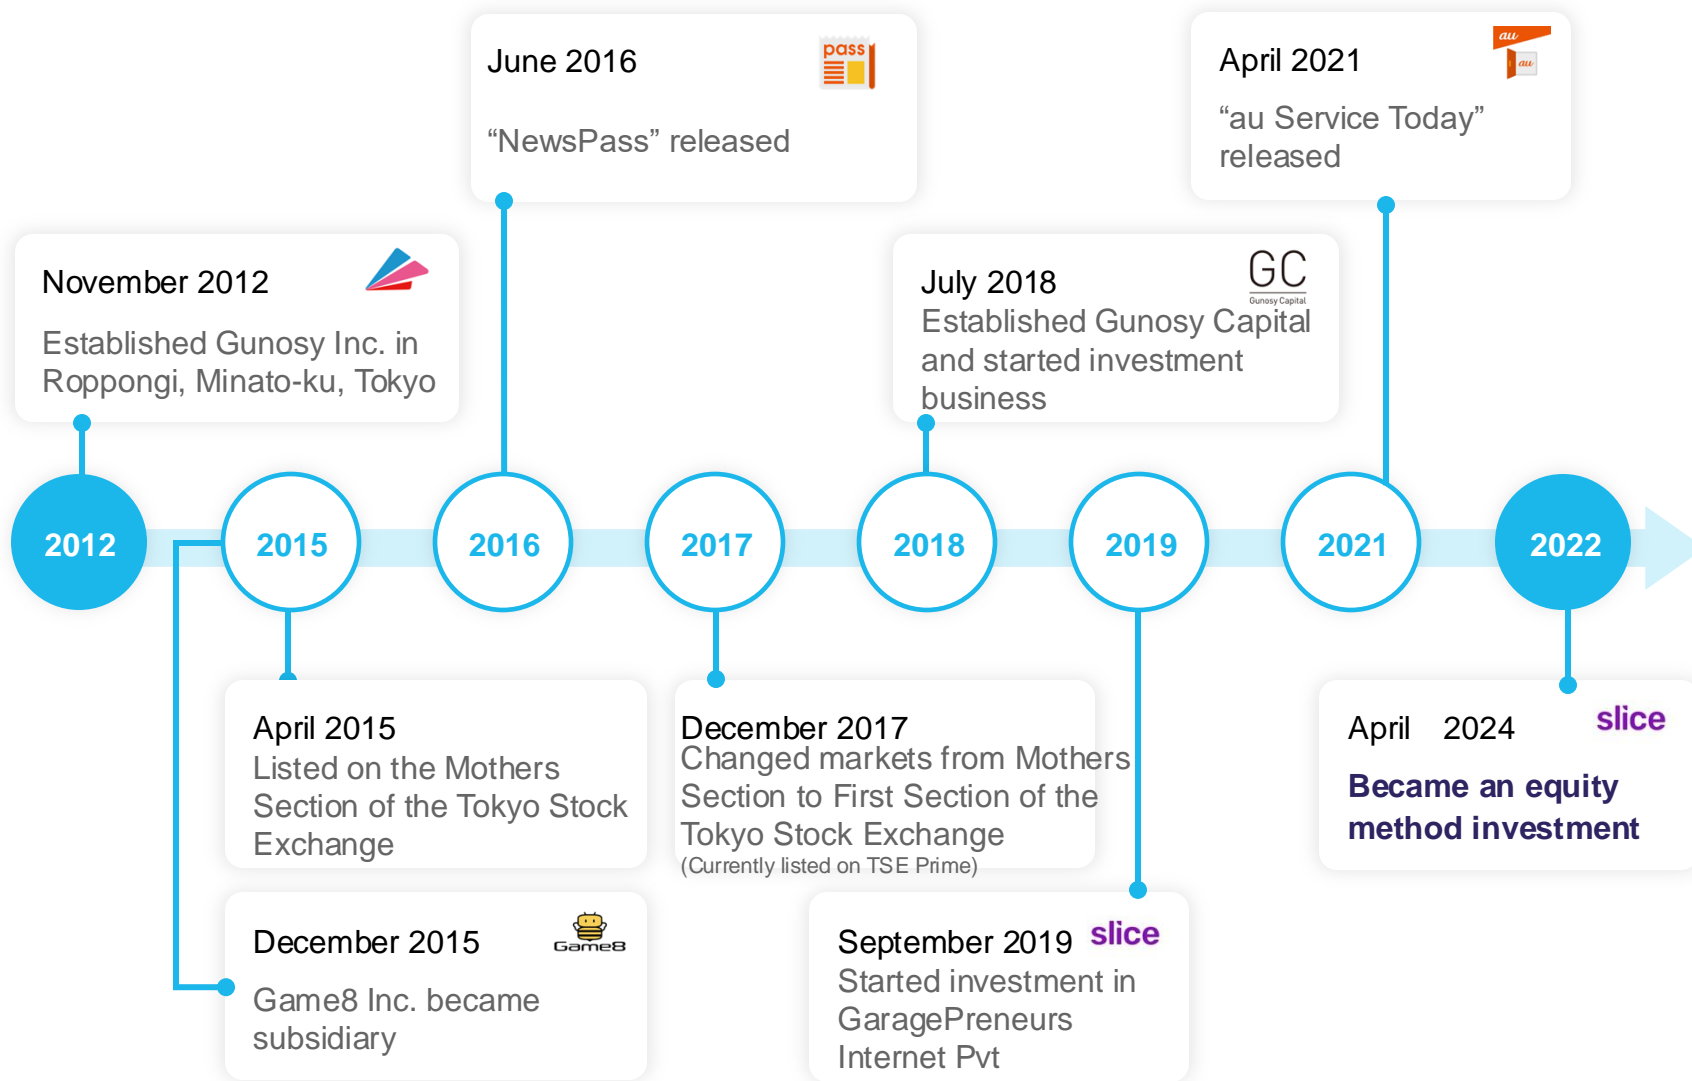 June 2016
pass
“NewsPass” released
April 2021
au
au
“au Service Today”
released
November 2012
Established Gunosy Inc. in
Roppongi, Minato-ku, Tokyo
July 2018
GC
Gunosy Capital
Established Gunosy Capital
and started investment
business
2012
2015
2016
2017
2018
2019
2021
2022
April 2015
Listed on the Mothers
Section of the Tokyo Stock
Exchange
December 2017
Changed markets from Mothers
Section to First Section of the
Tokyo Stock Exchange
(Currently listed on TSE Prime)
April 2024
slice
Became an equity
method investment
December 2015
Game8
Game8 Inc. became
subsidiary
September 2019
slice
Started investment in
GaragePreneurs
Internet Pvt